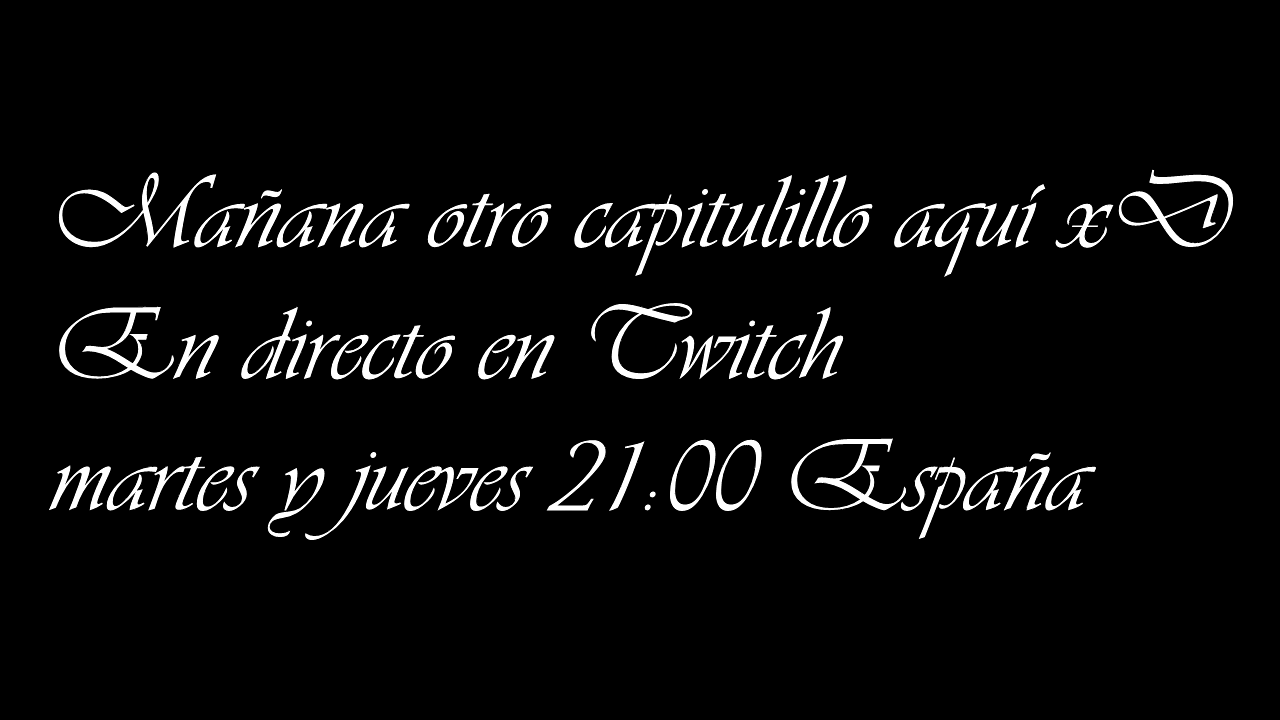 Mañana otro capitulillo aquí xD
En directo en Twitch
martes y jueves 21:00 España